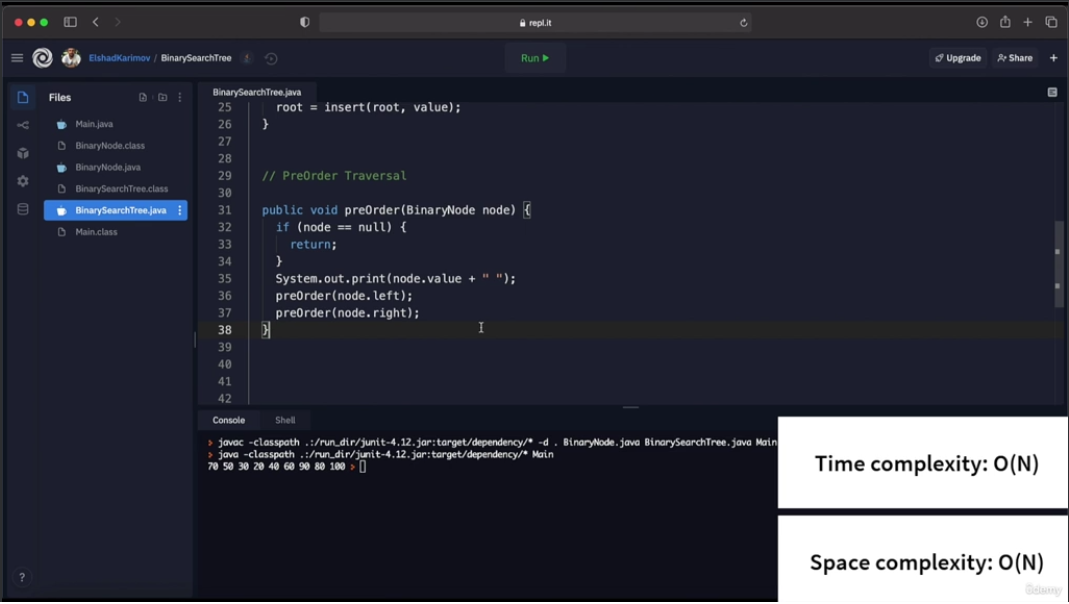 repl.it
ElshadKarimov / BinarySearchTree
Run
Upgrade
Share
Files
Main.java
BinaryNode.class
BinaryNode.java
BinarySearchTree.class
BinarySearchTree.java
Main.class
BinarySearchTree.java
25 root = insert(root, value);
26 }
27
28
29 // PreOrder Traversal
30
31 public void preOrder(BinaryNode node) {
32 if (node == null) {
33 return;
34 }
35 System.out.print(node.value + " ");
36 preOrder(node.left);
37 preOrder(node.right);
38 }
39
40
41
42
Console Shell
> javac -classpath .:/run_dir/junit-4.12.jar:target/dependency/* -d . BinaryNode.java BinarySearchTree.java Main
> java -classpath .:/run_dir/junit-4.12.jar:target/dependency/* Main
70 50 30 20 40 60 90 80 100 >
Time complexity: O(N)
Space complexity: O(N)
?
ûdemy